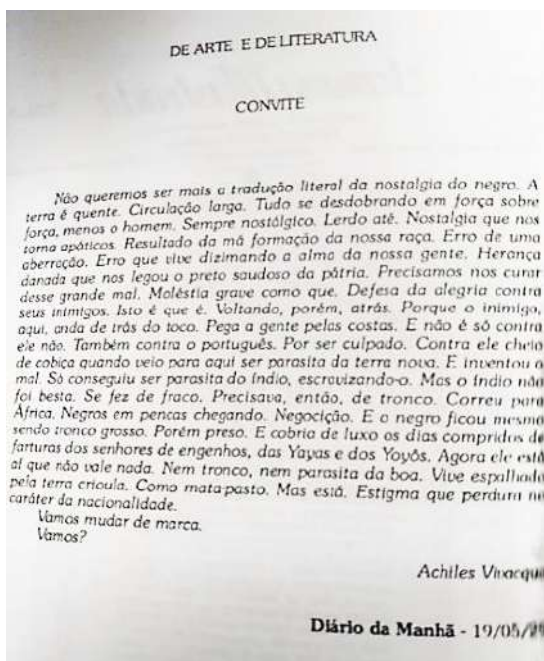 DE ARTE E DE LITERATURA
CONVITE
Não queremos ser mais a tradução literal da nostalgia do negro. A
terra é quente. Circulação larga. Tudo se desdobrando em força sobre
força, menos o homem. Sempre nostálgico. Lerdo até. Nostalgia que nos
torna apáticos. Resultado da má formação da nossa raça. Erro de uma
aberração. Erro que vive dizimando a alma da nossa gente. Herança
danada que nos legou o preto saudoso da pátria. Precisamos nos curar
desse grande mal. Moléstia grave como que. Defesa da alegria contra
seus inimigos. Isto é que é. Voltando, porém, atrás. Porque o inimigo,
aqui, anda de trás do toco. Pega a gente pelas costas. E não é só contra
ele não. Também contra o português. Por ser culpado. Contra ele cheio
de cobiça quando veio para aqui ser parasita da terra nova. E inventou o
mal. Só conseguiu ser parasita do índio, escravizando-o. Mas o índio não
foi besta. Se fez de fraco. Precisava, então, de tronco. Correu para
África. Negros em pencas chegando. Negocição. E o negro ficou mesmo
sendo tronco grosso. Porém preso. E cobria de luxo os dias compridos de
farturas dos senhores de engenhos, das Yayas e dos Yoyôs. Agora ele está
aí que não vale nada. Nem tronco, nem parasita da boa. Vive espalhado
pela terra crioula. Como mata-pasto. Mas está. Estigma que perdura no
caráter da nacionalidade.
Vamos mudar de marca.
Vamos?
Achiles Vivacqua
Diário da Manhã - 19/05/